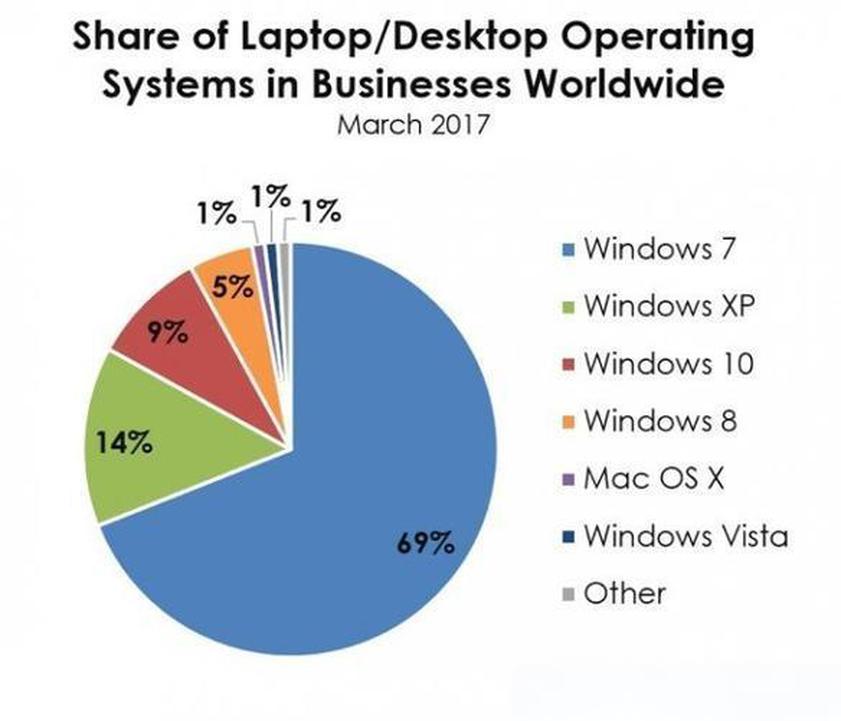 Share of Laptop/Desktop Operating
Systems in Businesses Worldwide
March 2017
1%
1%
1%
5%
9%
14%
69%
Windows 7
Windows XP
Windows 10
Windows 8
Mac OS X
Windows Vista
Other